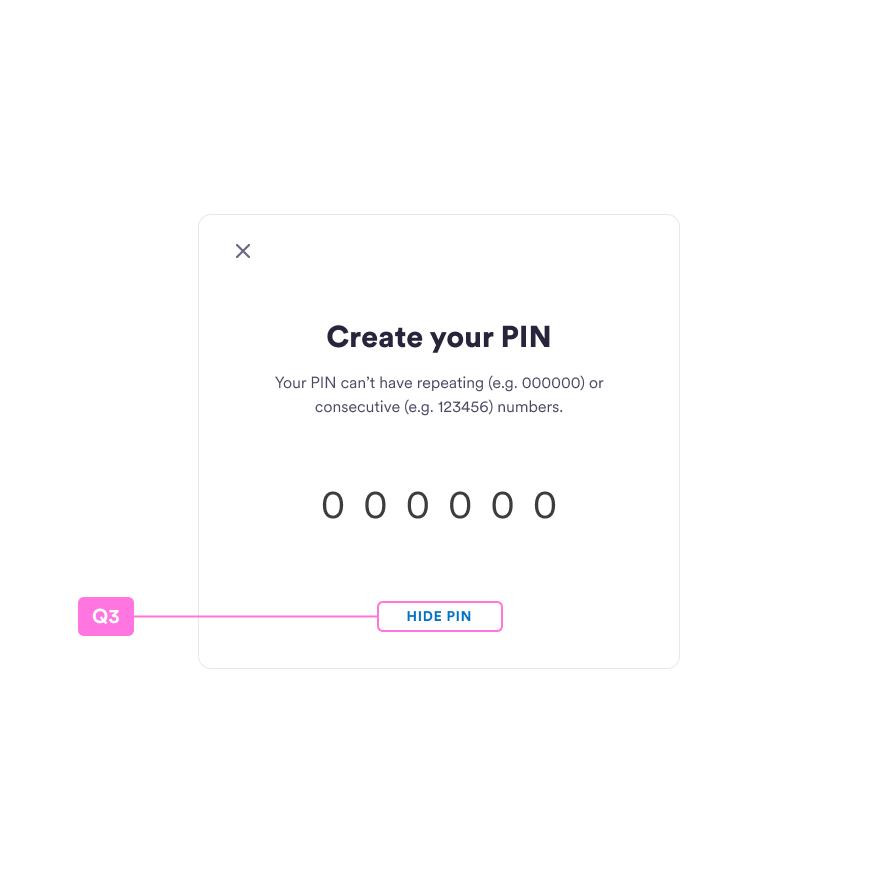 Create your PIN
Your PIN can’t have repeating (e.g. 000000) or
consecutive (e.g. 123456) numbers.
0 0 0 0 0 0
Q3
HIDE PIN